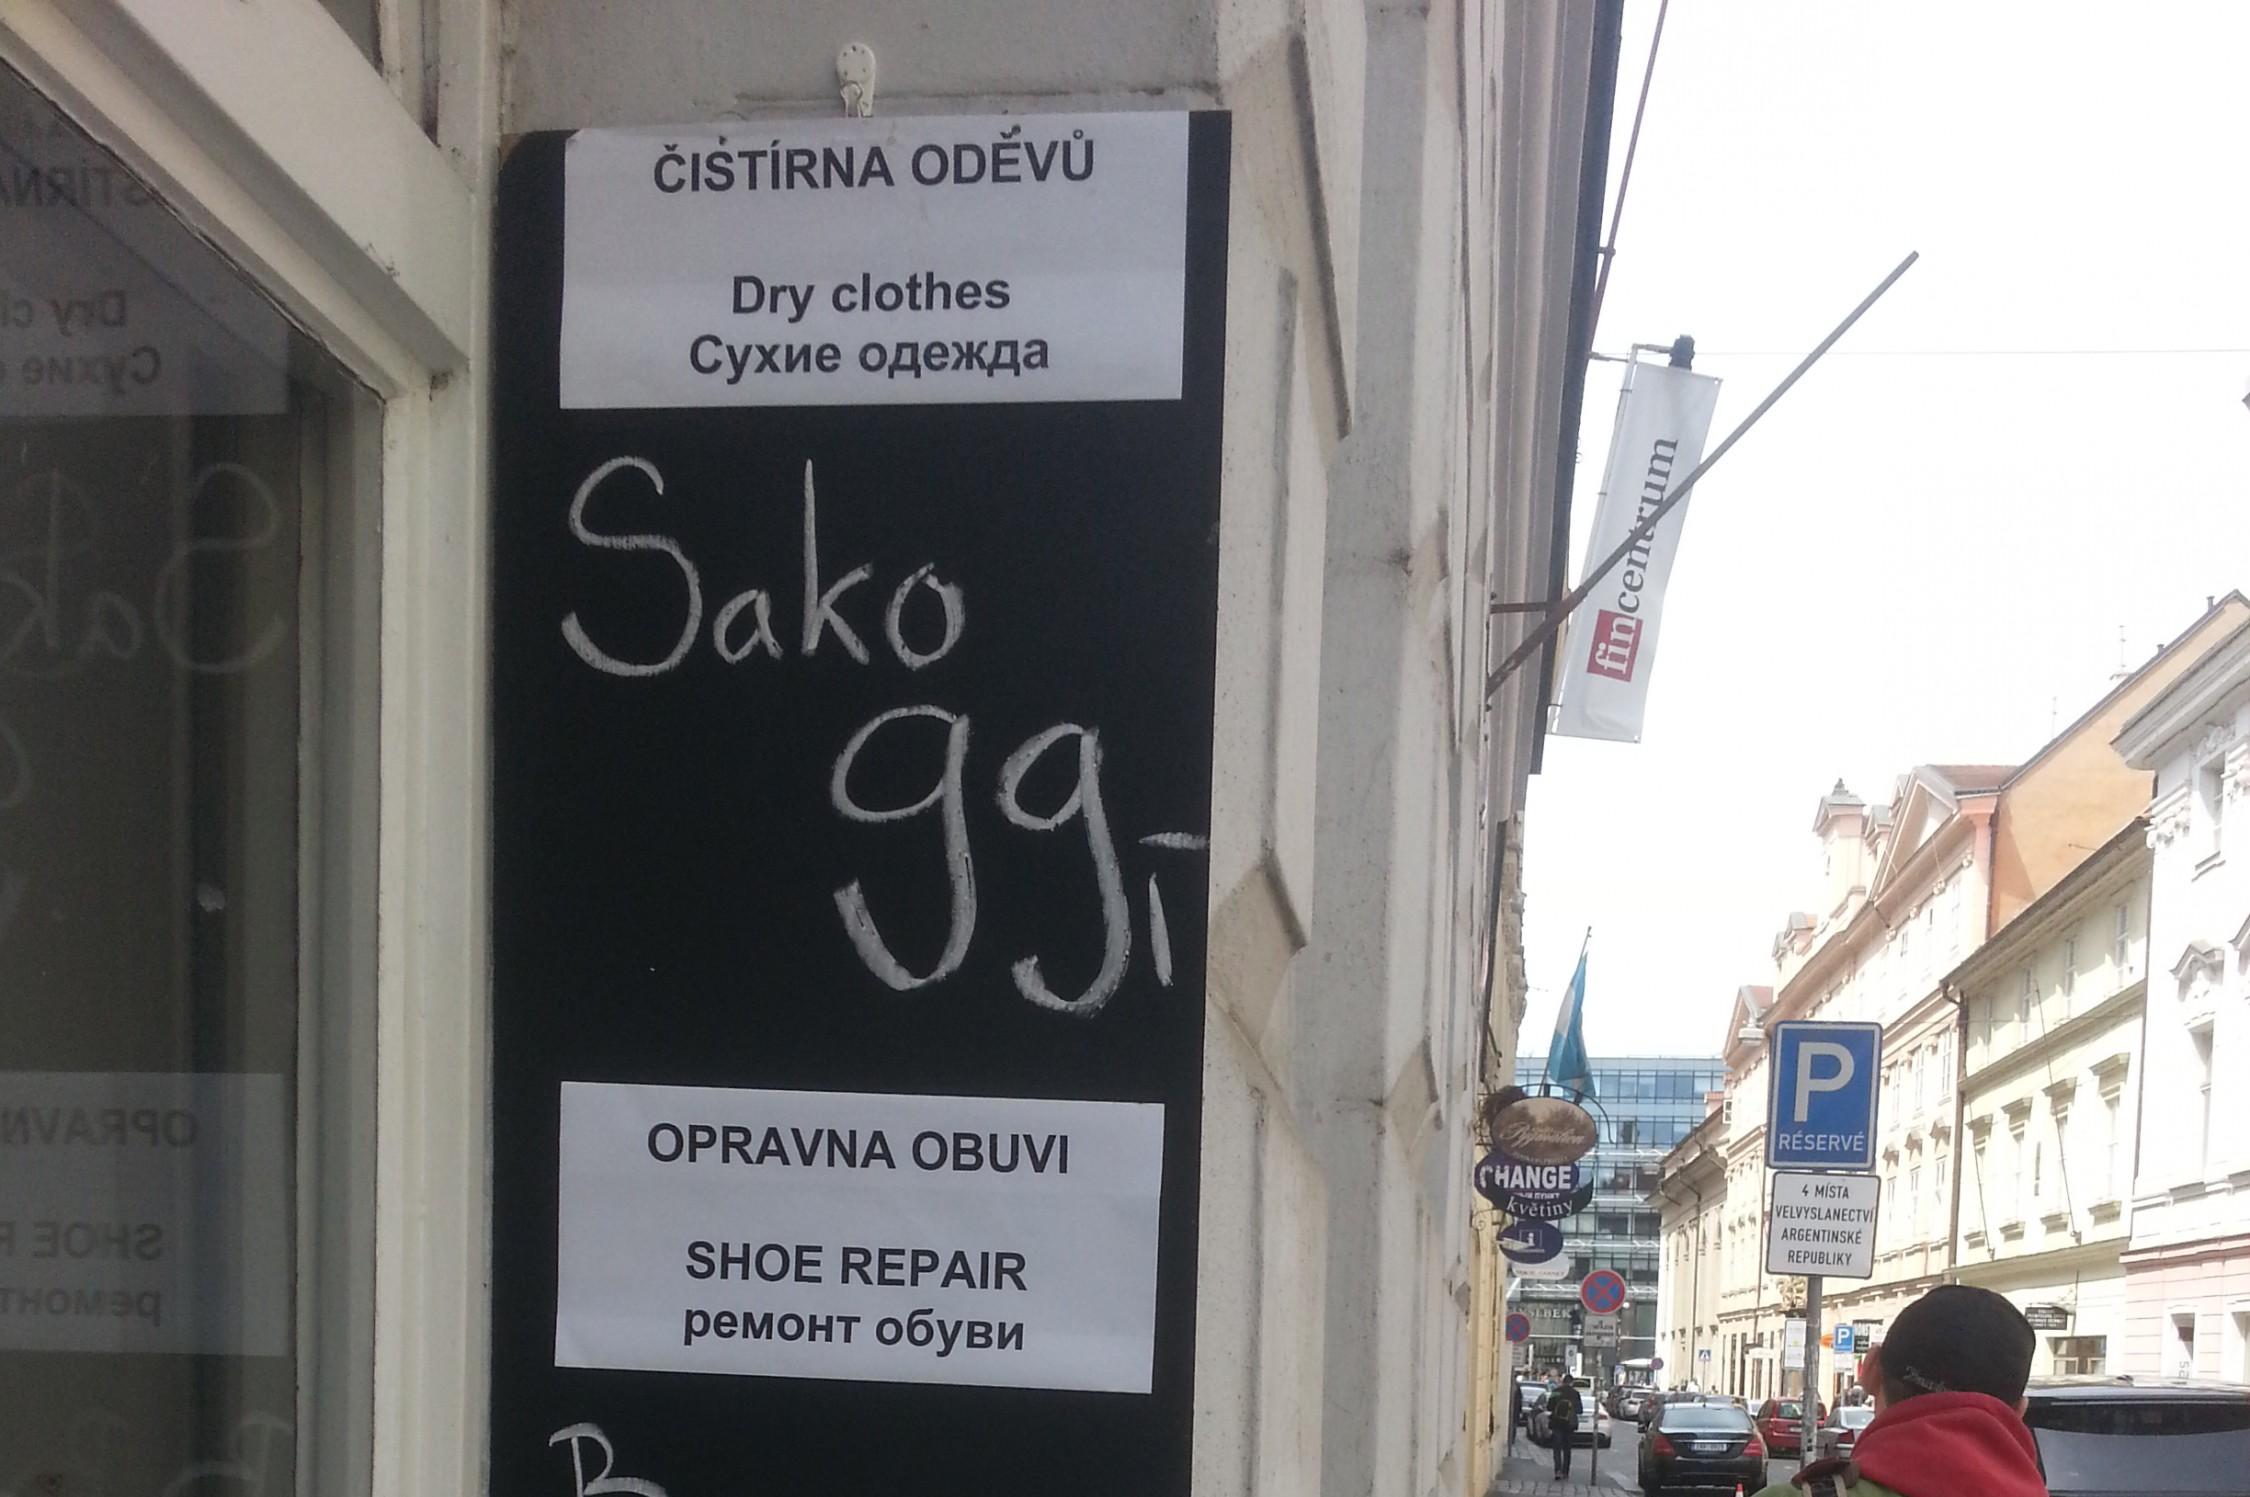 ČISTÍRNA ODĚVŮ
Dry clothes
Сухие одежда
Sako
99,-
OPRAVNA OBUVI
SHOE REPAIR
ремонт обуви
B
fincentrum
CHANGE
květiny
P
RÉSERVÉ
4 MÍSTA
VELVYSLANECTVÍ
ARGENTINSKÉ
REPUBLIKY
P